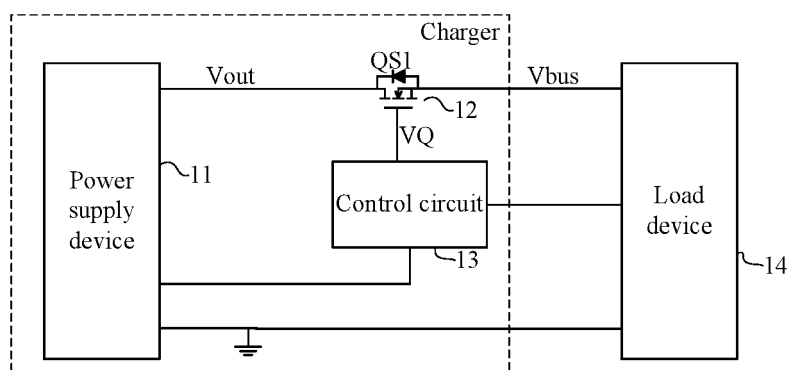 Charger
QS1
Vout
Vbus
12
VQ
11
Power
supply
device
Control circuit
Load
device
13
14